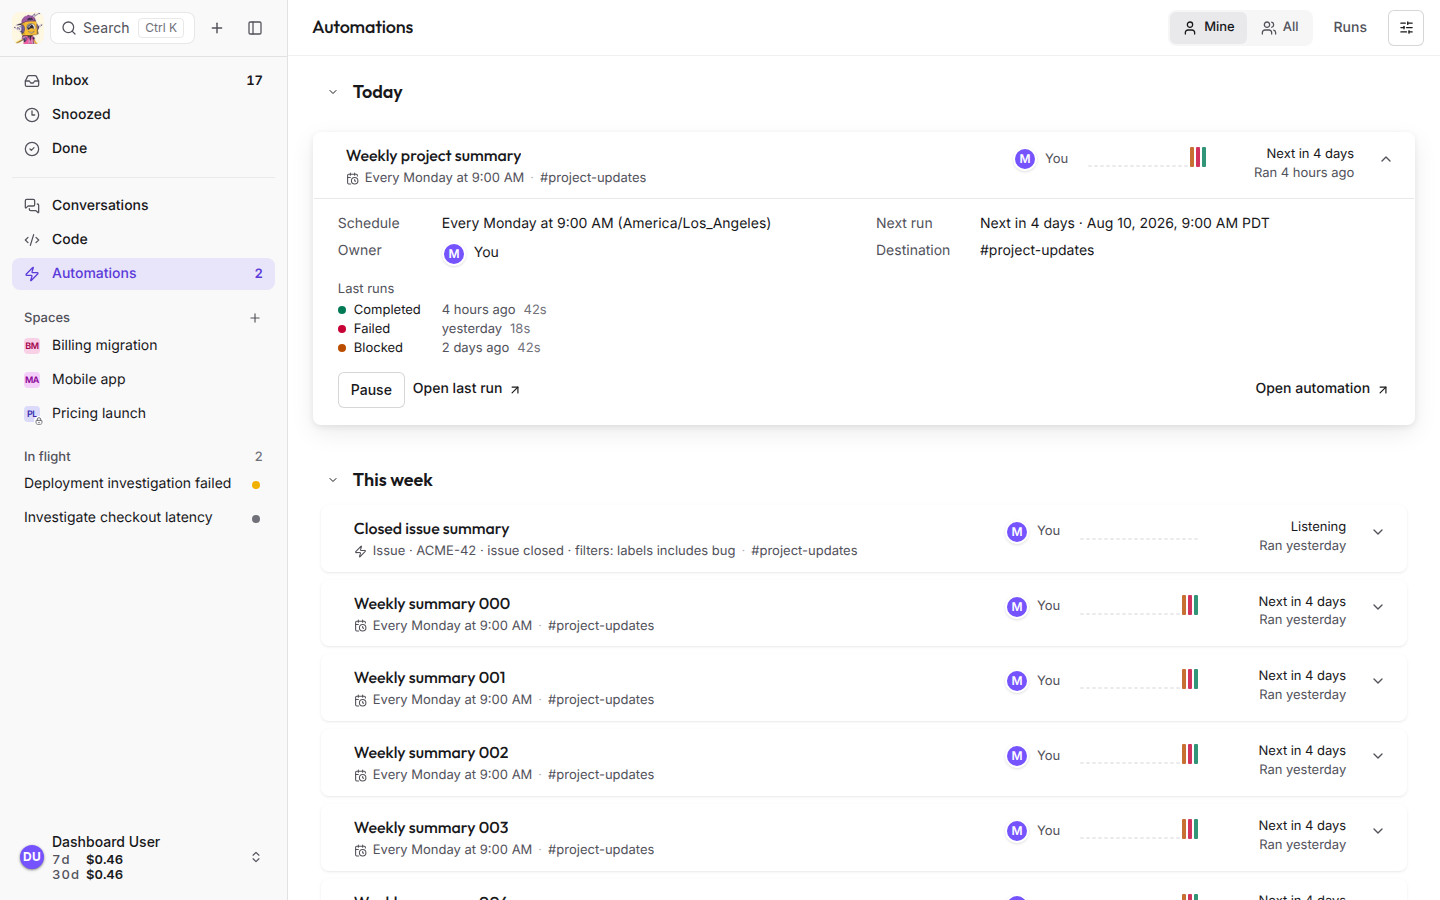 Search Ctrl K
Inbox 17
Snoozed
Done
Conversations
Code
Automations 2
Spaces
BM Billing migration
MA Mobile app
PL Pricing launch
In flight 2
Deployment investigation failed
Investigate checkout latency
DU Dashboard User
7d $0.46
30d $0.46
Automations
Mine All Runs
Today
Weekly project summary
Every Monday at 9:00 AM · #project-updates
M You
Next in 4 days
Ran 4 hours ago
Schedule Every Monday at 9:00 AM (America/Los_Angeles)
Next run Next in 4 days · Aug 10, 2026, 9:00 AM PDT
Owner M You
Destination #project-updates
Last runs
Completed 4 hours ago 42s
Failed yesterday 18s
Blocked 2 days ago 42s
Pause Open last run
Open automation
This week
Closed issue summary
Issue · ACME-42 · issue closed · filters: labels includes bug · #project-updates
M You
Listening
Ran yesterday
Weekly summary 000
Every Monday at 9:00 AM · #project-updates
M You
Next in 4 days
Ran yesterday
Weekly summary 001
Every Monday at 9:00 AM · #project-updates
M You
Next in 4 days
Ran yesterday
Weekly summary 002
Every Monday at 9:00 AM · #project-updates
M You
Next in 4 days
Ran yesterday
Weekly summary 003
Every Monday at 9:00 AM · #project-updates
M You
Next in 4 days
Ran yesterday